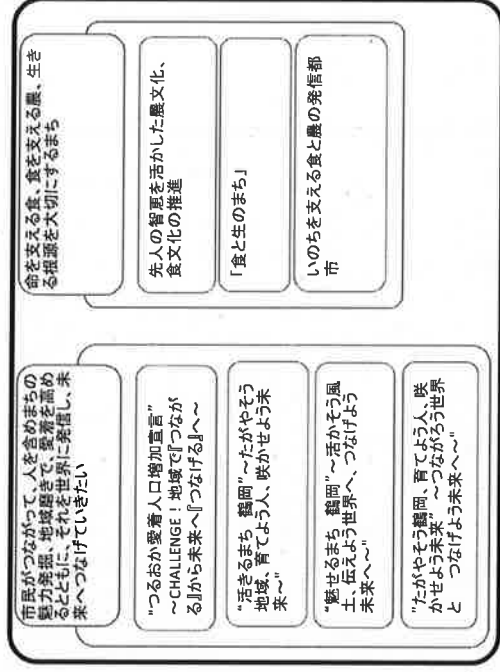 市民がつながって、人を含めまちの
魅力発掘、地域磨きで、愛着を高め
るとともに、それを世界に発信し、未
来へつなげていきたい
"つるおか愛着人口増加宣言"
～CHALLENGE！地域で『つなが
る』から未来へ『つなげる』へ～
"活きるまち 鶴岡"～たがやそう
地域、育てよう人、咲かせよう未
来～"
"魅せるまち 鶴岡"～活かそう風
土、伝えよう世界へ、つなげよう
未来へ～"
"たがやそう鶴岡、育てよう人、咲
かせよう未来" ～つながろう世界
と つなげよう未来へ～"
命を支える食、食を支える農、生き
る根源を大切にするまち
先人の智恵を活かした農文化、
食文化の推進
「食と生のまち」
いのちを支える食と農の発信都
市